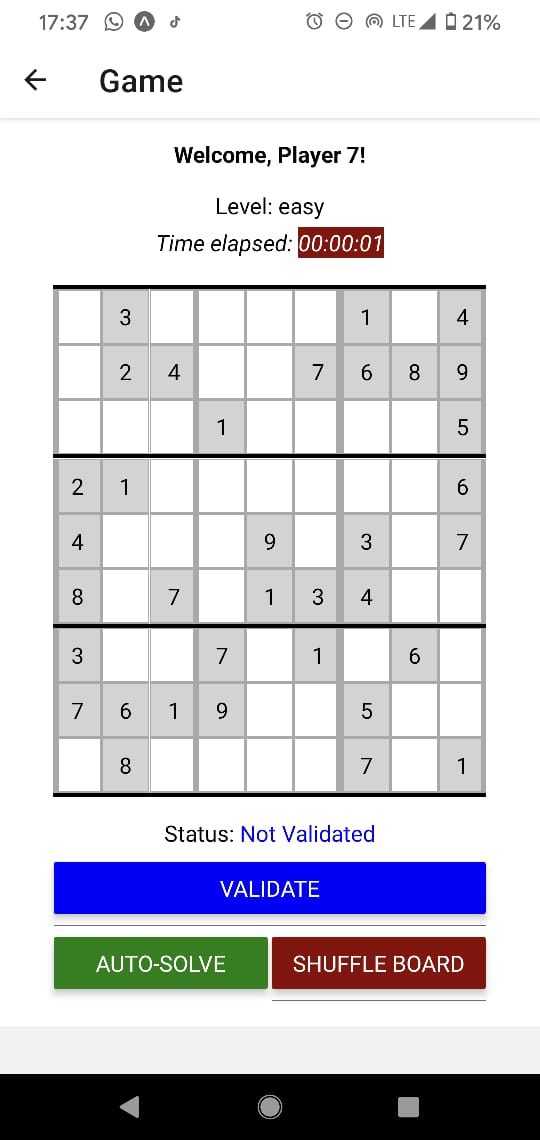 17:37 LTE 21%
Game
Welcome, Player 7!
Level: easy
Time elapsed: 00:00:01
3 1 4
2 4 7 6 8 9
1 5
2 1 6
4 9 3 7
8 7 1 3 4
3 7 1 6
7 6 1 9 5
8 7 1
Status: Not Validated
VALIDATE
AUTO-SOLVE SHUFFLE BOARD